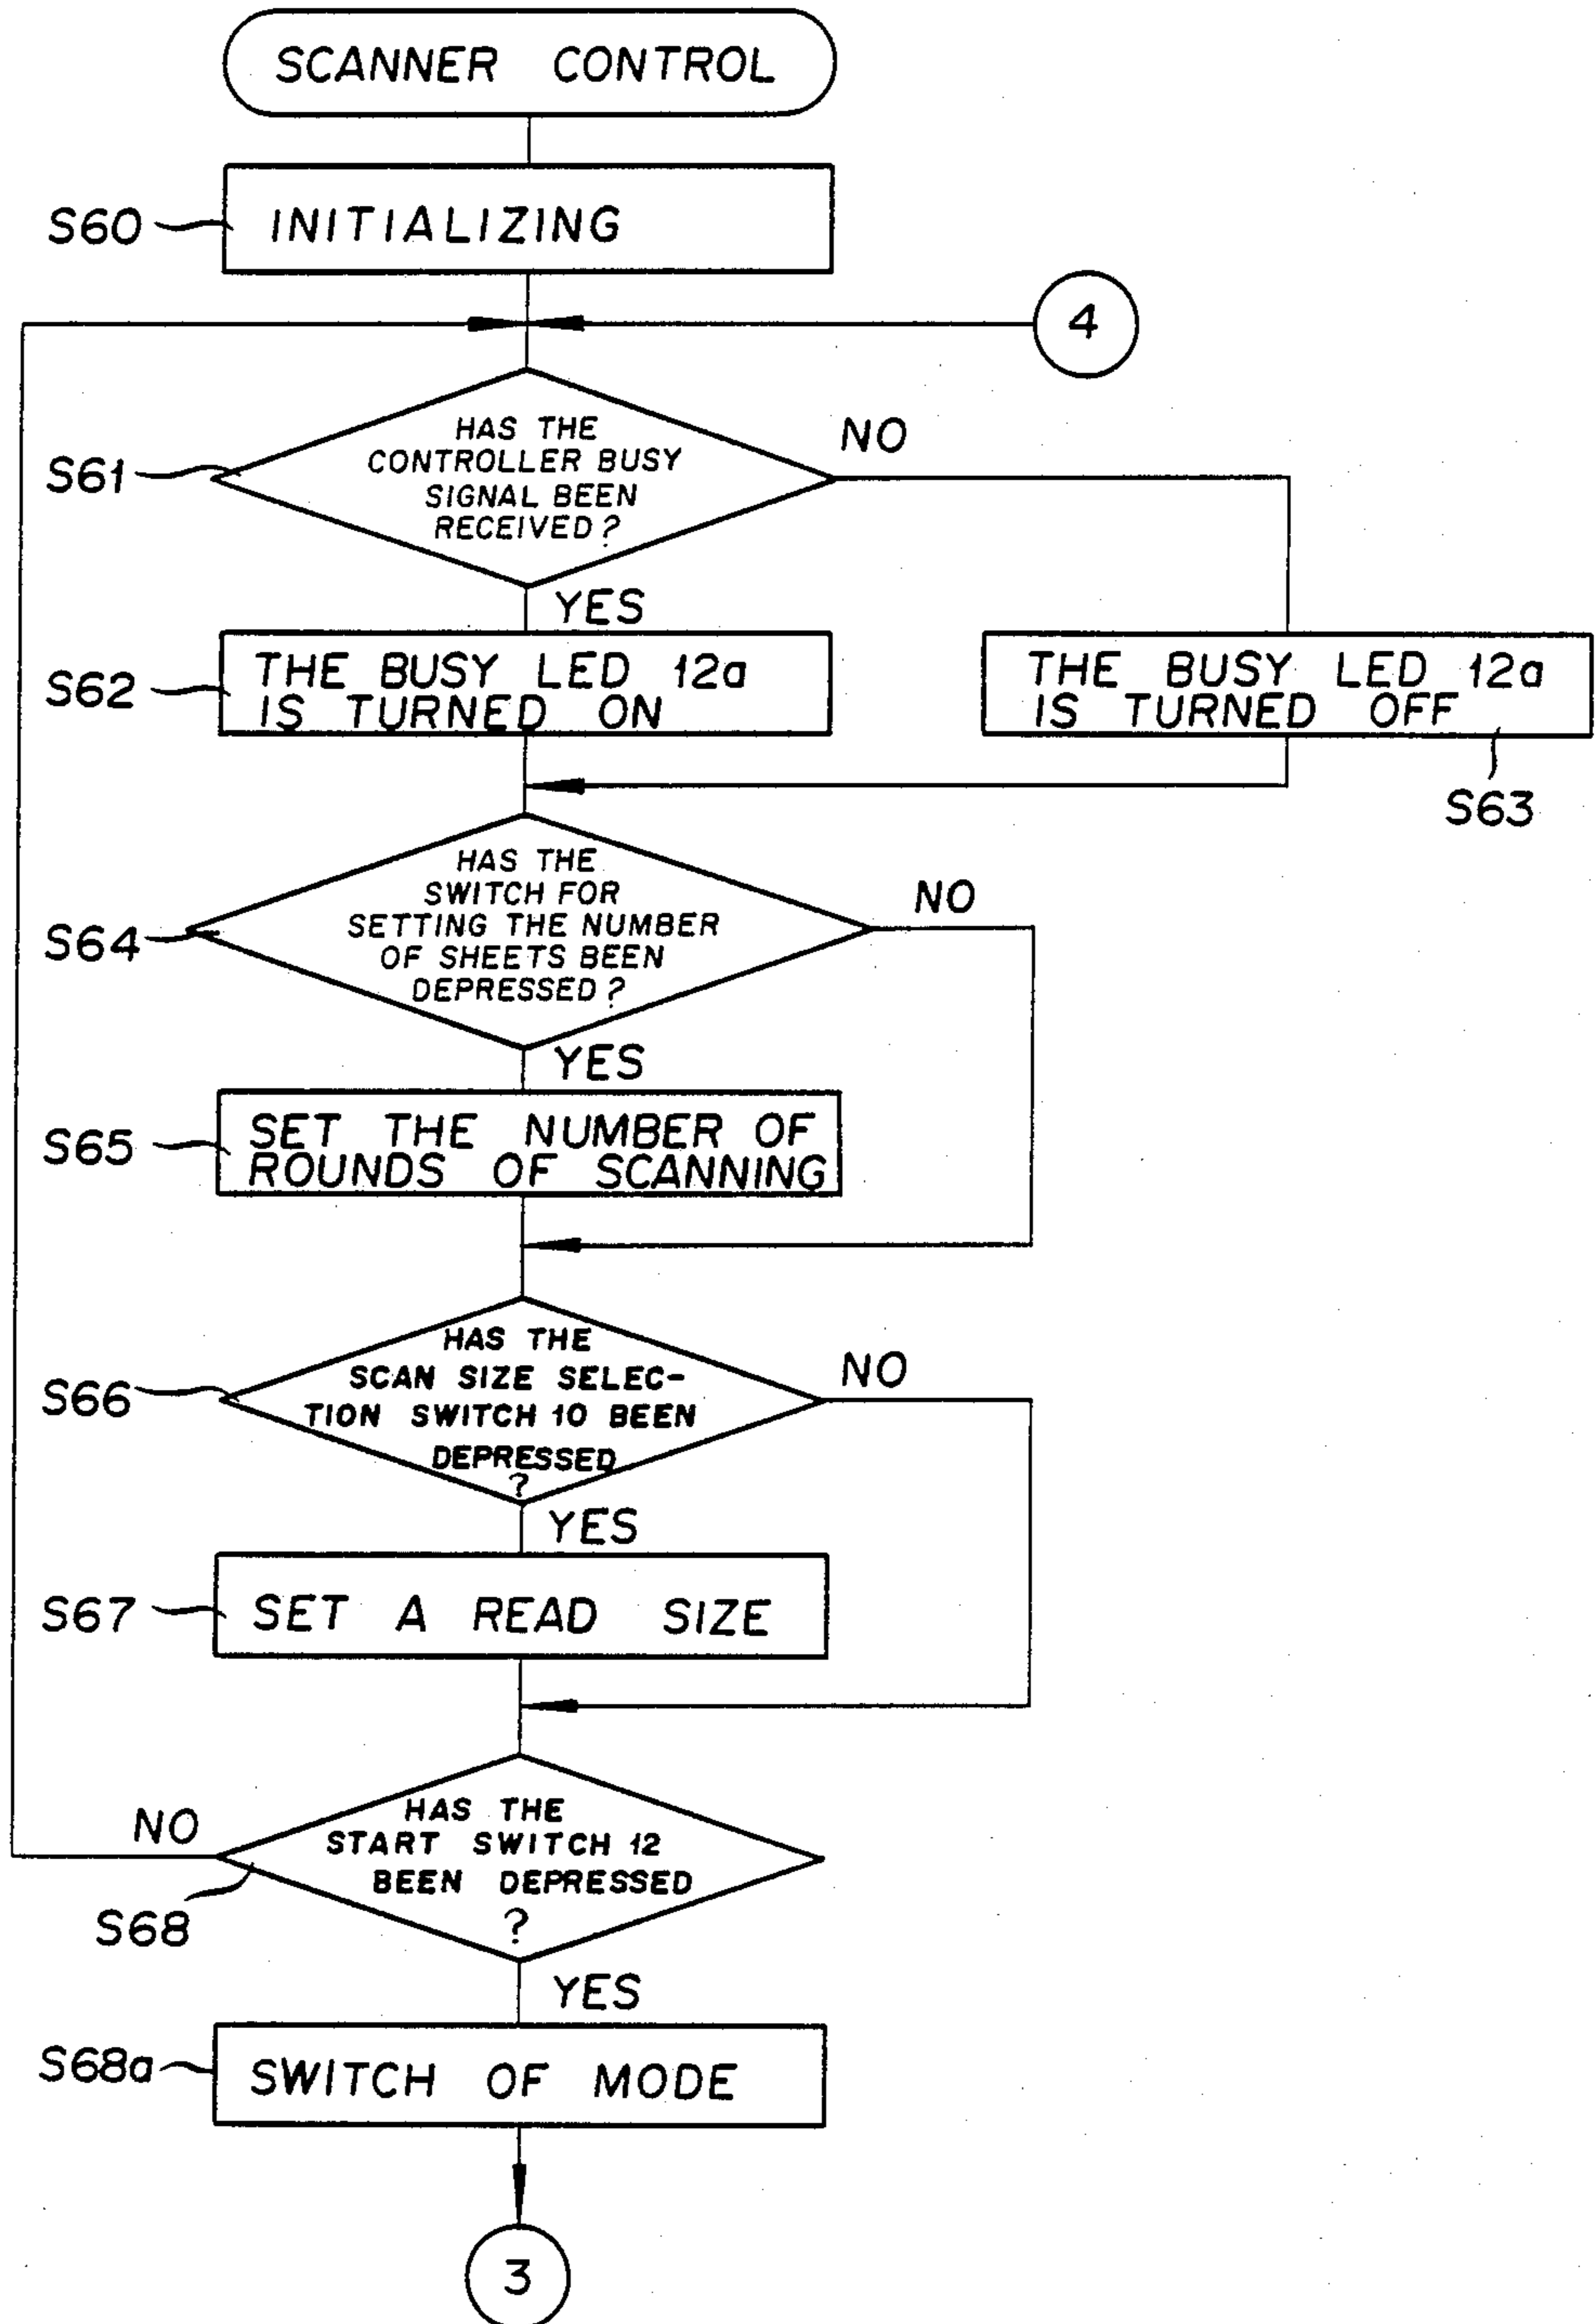 SCANNER CONTROL
S60
INITIALIZING
4
S61
HAS THE
CONTROLLER BUSY
SIGNAL BEEN
RECEIVED?
NO
YES
S62
THE BUSY LED 12a
IS TURNED ON
THE BUSY LED 12a
IS TURNED OFF
S63
S64
HAS THE
SWITCH FOR
SETTING THE NUMBER
OF SHEETS BEEN
DEPRESSED?
NO
YES
S65
SET THE NUMBER OF
ROUNDS OF SCANNING
S66
HAS THE
SCAN SIZE SELEC-
TION SWITCH 10 BEEN
DEPRESSED
?
NO
YES
S67
SET A READ SIZE
NO
S68
HAS THE
START SWITCH 12
BEEN DEPRESSED
?
YES
S68a
SWITCH OF MODE
3